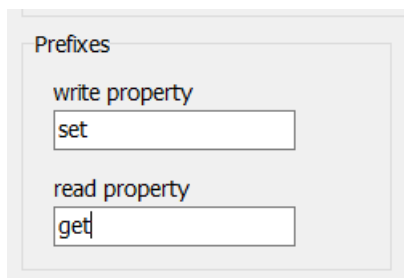 Prefixes
write property
set
read property
get